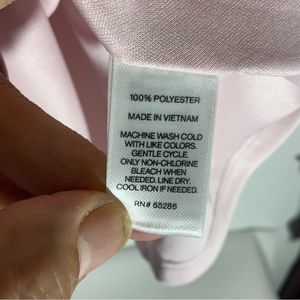 100% POLYESTER
MADE IN VIETNAM
MACHINE WASH COLD
WITH LIKE COLORS.
GENTLE CYCLE.
ONLY NON-CHLORINE
BLEACH WHEN
NEEDED. LINE DRY.
COOL IRON IF NEEDED.
RN# 58285